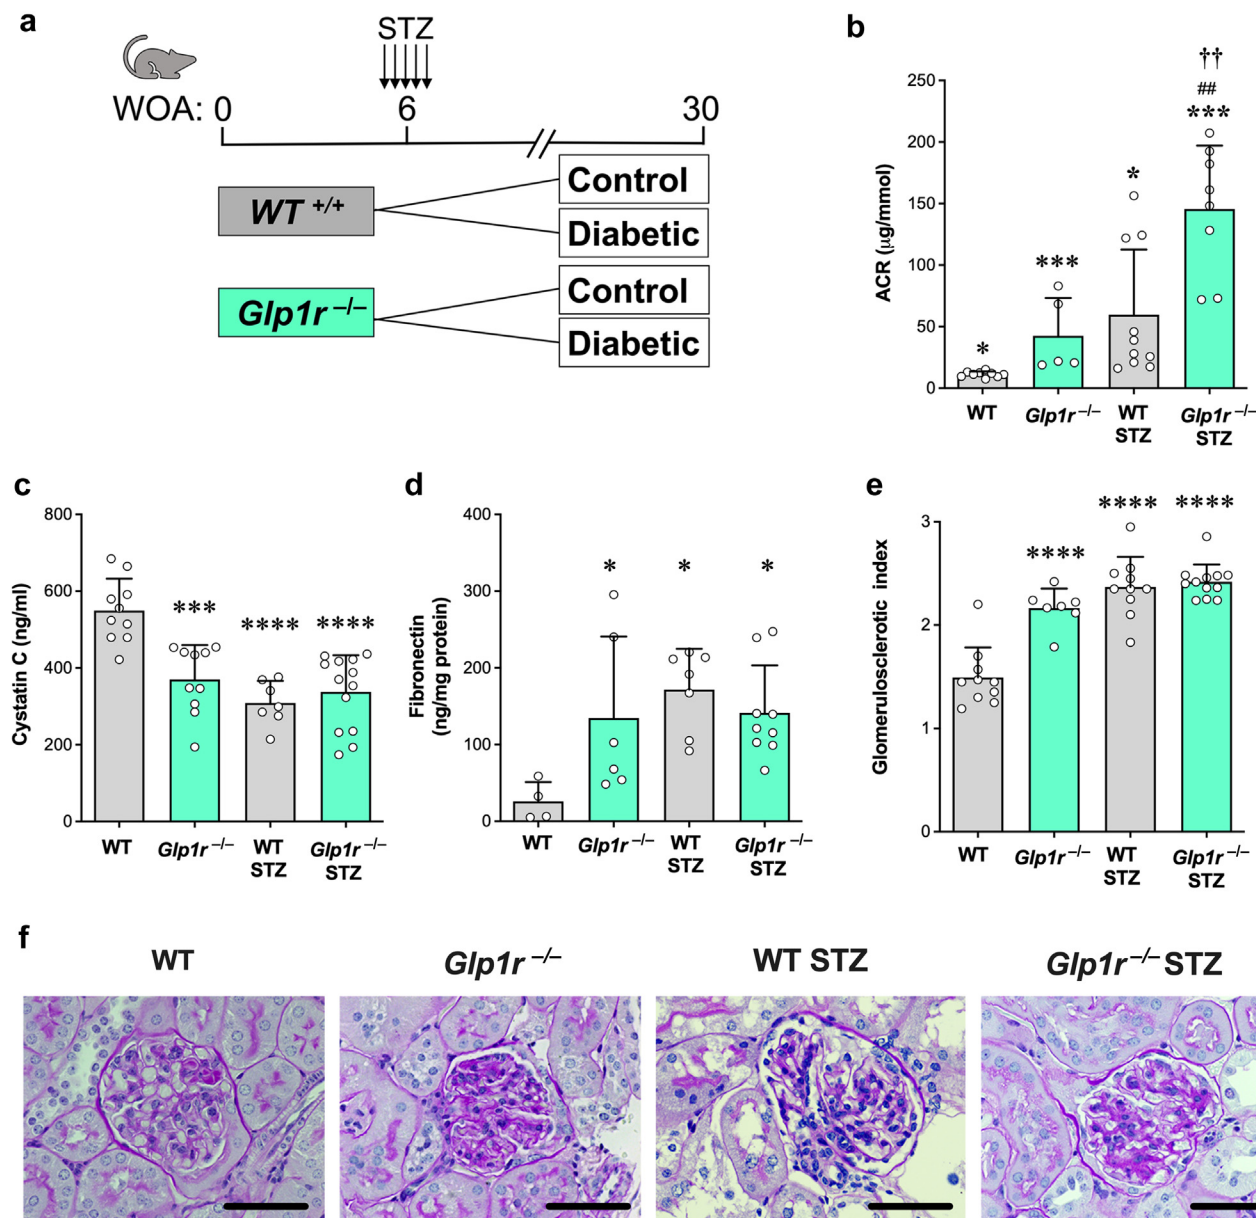 a
STZ
WOA: 0 6 30
WT +/+
Control
Diabetic
Glp1r –/–
Control
Diabetic
b
††
##
***
*
***
*
ACR (µg/mmol)
250
200
150
100
50
0
WT Glp1r –/– WT STZ Glp1r –/– STZ
c
Cystatin C (ng/ml)
800
600
400
200
0
*** **** ****
WT Glp1r –/– WT STZ Glp1r –/– STZ
d
Fibronectin
(ng/mg protein)
400
300
200
100
0
* * *
WT Glp1r –/– WT STZ Glp1r –/– STZ
e
Glomerulosclerotic index
3
2
1
0
**** **** ****
WT Glp1r –/– WT STZ Glp1r –/– STZ
f
WT Glp1r –/– WT STZ Glp1r –/– STZ